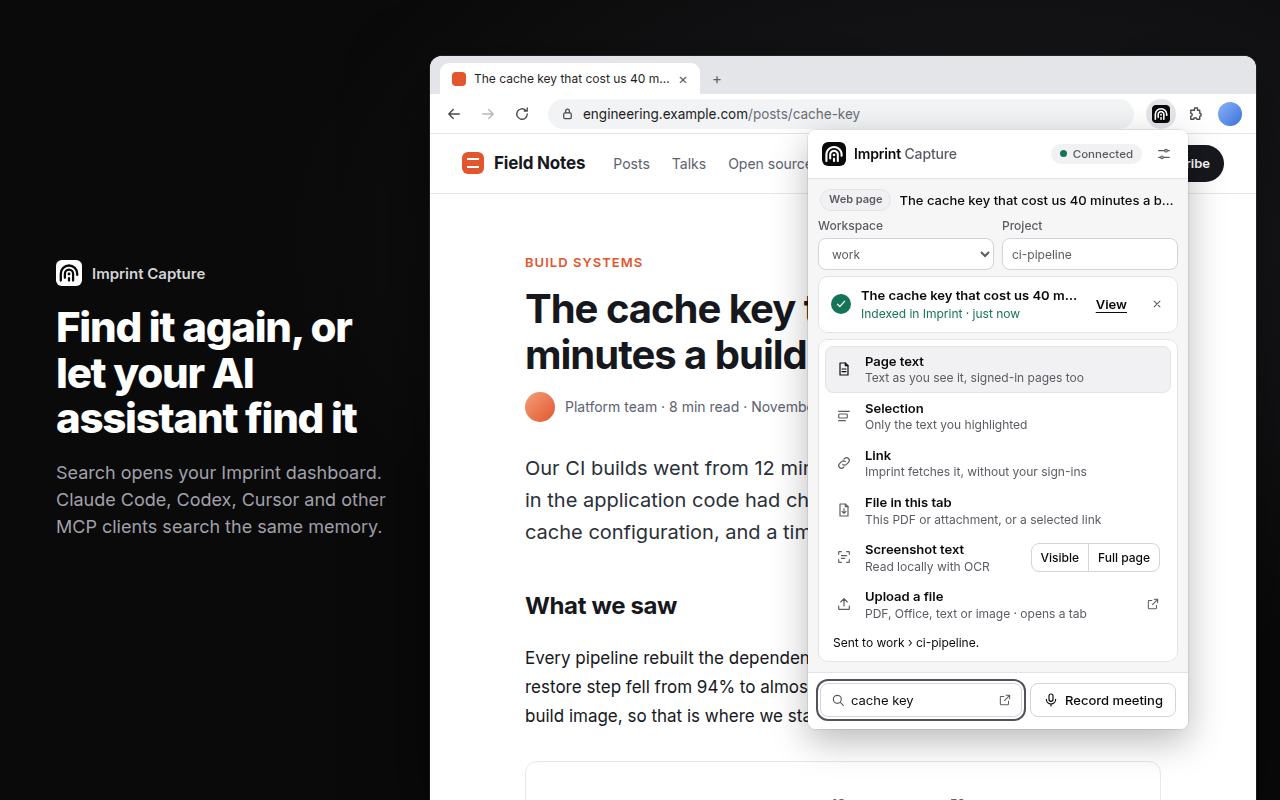 Imprint Capture
Find it again, or
let your AI
assistant find it
Search opens your Imprint dashboard.
Claude Code, Codex, Cursor and other
MCP clients search the same memory.
The cache key that cost us 40 m...
engineering.example.com/posts/cache-key
Field Notes
Posts
Talks
Open source
BUILD SYSTEMS
The cache key
minutes a build
Platform team · 8 min read ·
Our CI builds went from 12
in the application code had
cache configuration, and a
What we saw
Every pipeline rebuilt the
restore step fell from 94% to
build image, so that is where we
Imprint Capture
Connected
Web page
The cache key that cost us 40 minutes a b...
Workspace
Project
work
ci-pipeline
The cache key that cost us 40 m...
Indexed in Imprint · just now
View
Page text
Text as you see it, signed-in pages too
Selection
Only the text you highlighted
Link
Imprint fetches it, without your sign-ins
File in this tab
This PDF or attachment, or a selected link
Screenshot text
Read locally with OCR
Visible
Full page
Upload a file
PDF, Office, text or image · opens a tab
Sent to work › ci-pipeline.
cache key
Record meeting